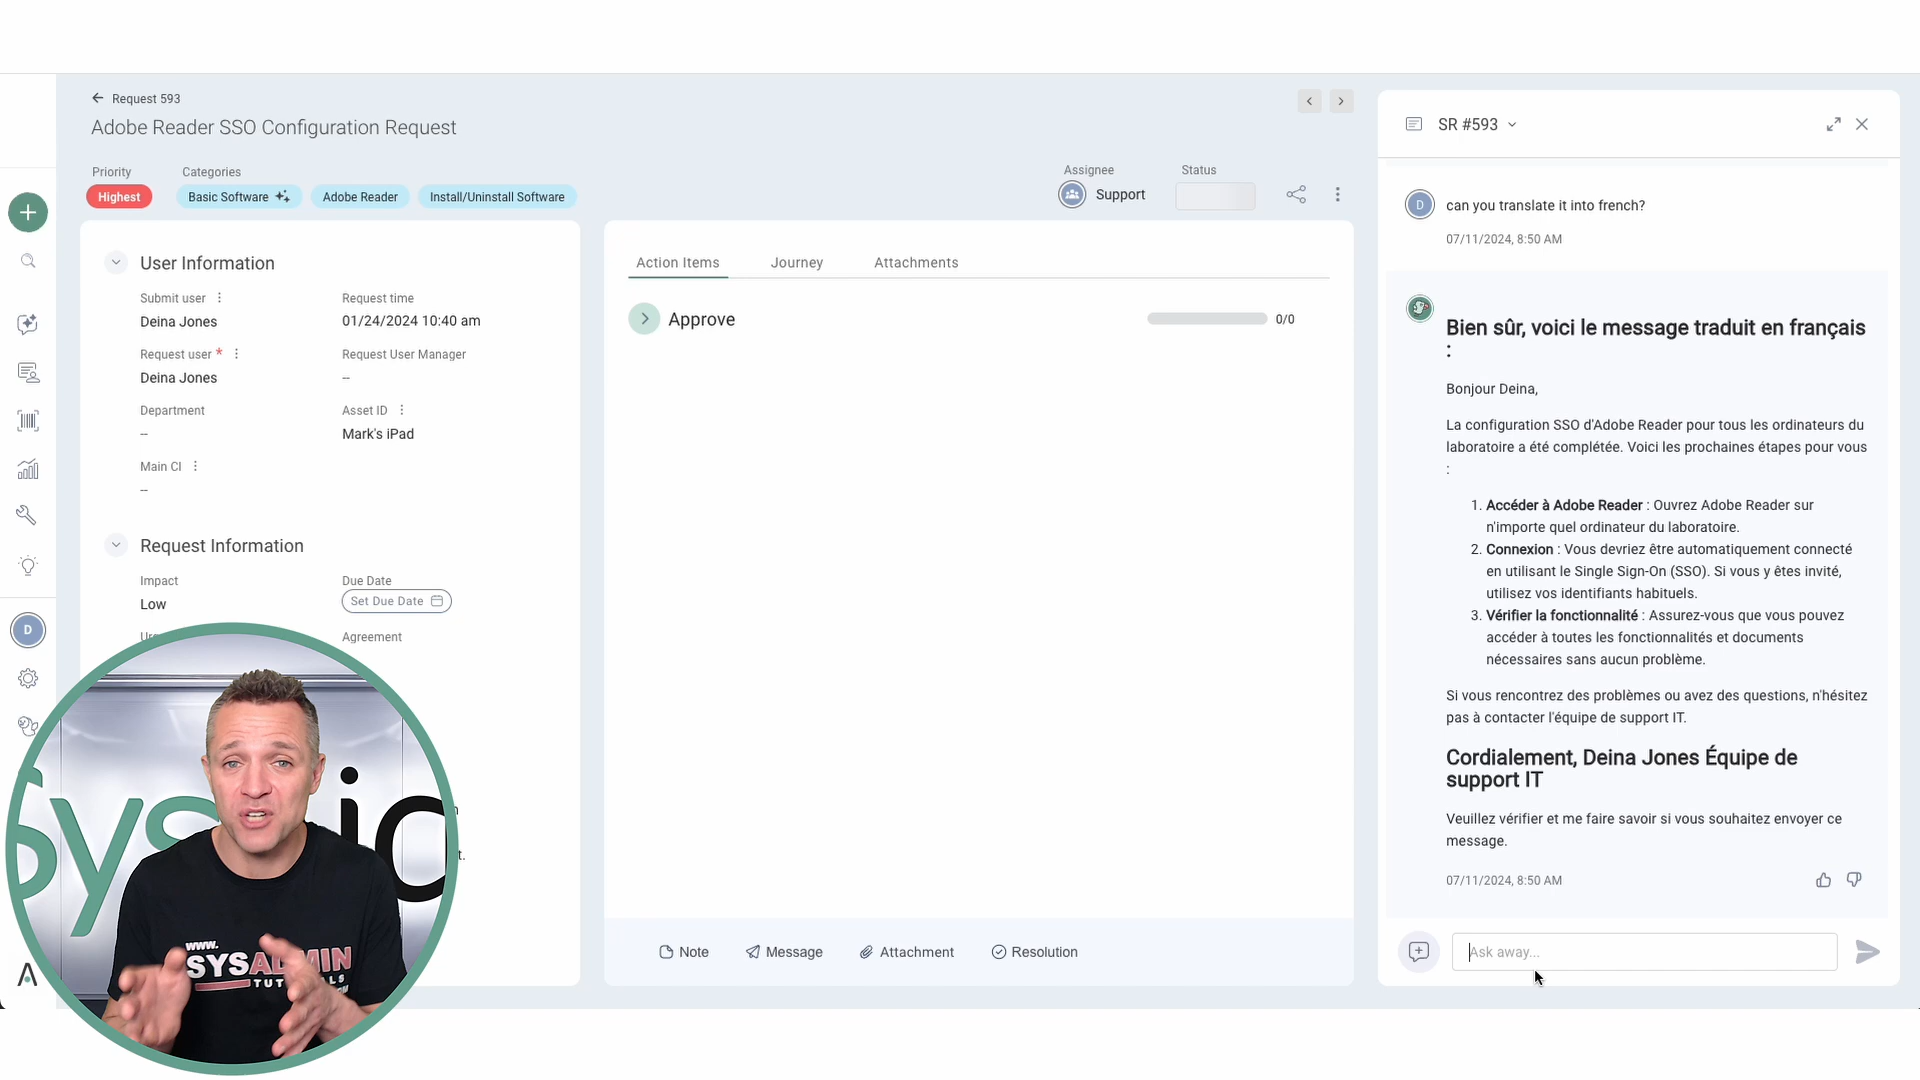 Request 593
Adobe Reader SSO Configuration Request
Priority
Categories
Highest
Basic Software
Adobe Reader
Install/Uninstall Software
Assignee
Status
Support
User Information
Submit user
Request time
Deina Jones
01/24/2024 10:40 am
Request user *
Request User Manager
Deina Jones
--
Department
Asset ID
--
Mark's iPad
Main CI
--
Request Information
Impact
Due Date
Low
Set Due Date
Agreement
Action Items
Journey
Attachments
Approve
0/0
Note
Message
Attachment
Resolution
SR #593
D
can you translate it into french?
07/11/2024, 8:50 AM
Bien sûr, voici le message traduit en français
:
Bonjour Deina,
La configuration SSO d'Adobe Reader pour tous les ordinateurs du
laboratoire a été complétée. Voici les prochaines étapes pour vous
:
1. Accéder à Adobe Reader : Ouvrez Adobe Reader sur
n'importe quel ordinateur du laboratoire.
2. Connexion : Vous devriez être automatiquement connecté
en utilisant le Single Sign-On (SSO). Si vous y êtes invité,
utilisez vos identifiants habituels.
3. Vérifier la fonctionnalité : Assurez-vous que vous pouvez
accéder à toutes les fonctionnalités et documents
nécessaires sans aucun problème.
Si vous rencontrez des problèmes ou avez des questions, n'hésitez
pas à contacter l'équipe de support IT.
Cordialement, Deina Jones Équipe de
support IT
Veuillez vérifier et me faire savoir si vous souhaitez envoyer ce
message.
07/11/2024, 8:50 AM
Ask away...
D
A
WWW.
SYSADMIN